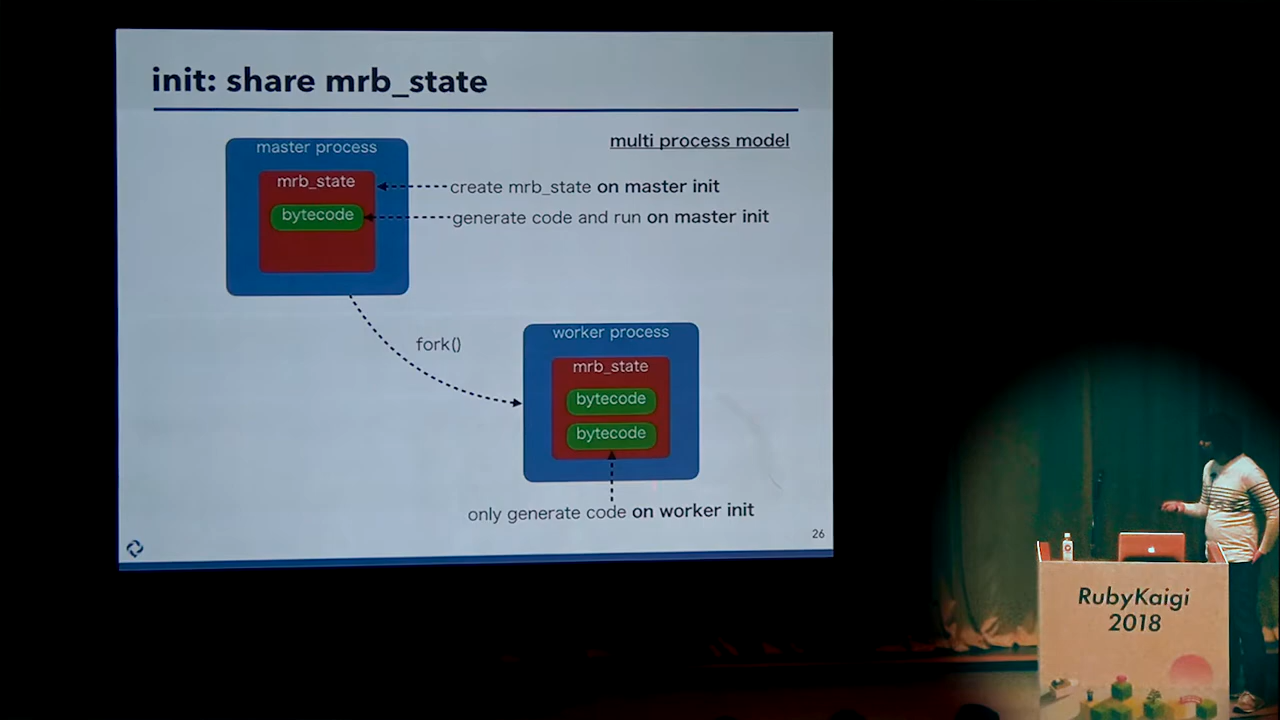 init: share mrb_state
multi process model
master process
mrb_state
bytecode
create mrb_state on master init
generate code and run on master init
fork()
worker process
mrb_state
bytecode
bytecode
only generate code on worker init
26
RubyKaigi
2018